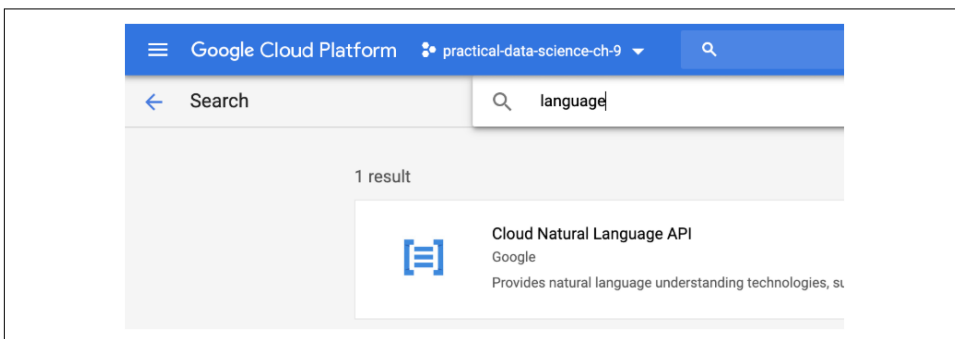 Google Cloud Platform practical-data-science-ch-9
Search language
1 result
Cloud Natural Language API
Google
Provides natural language understanding technologies,